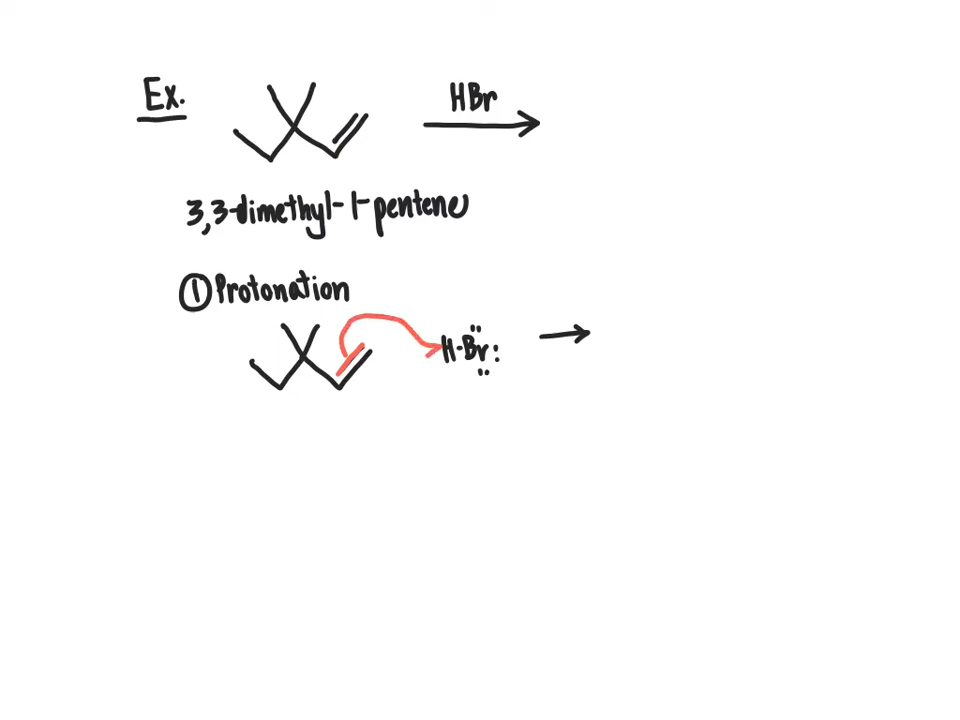 Ex.
HBr
3,3-dimethyl-1-pentene
① Protonation
H-Br